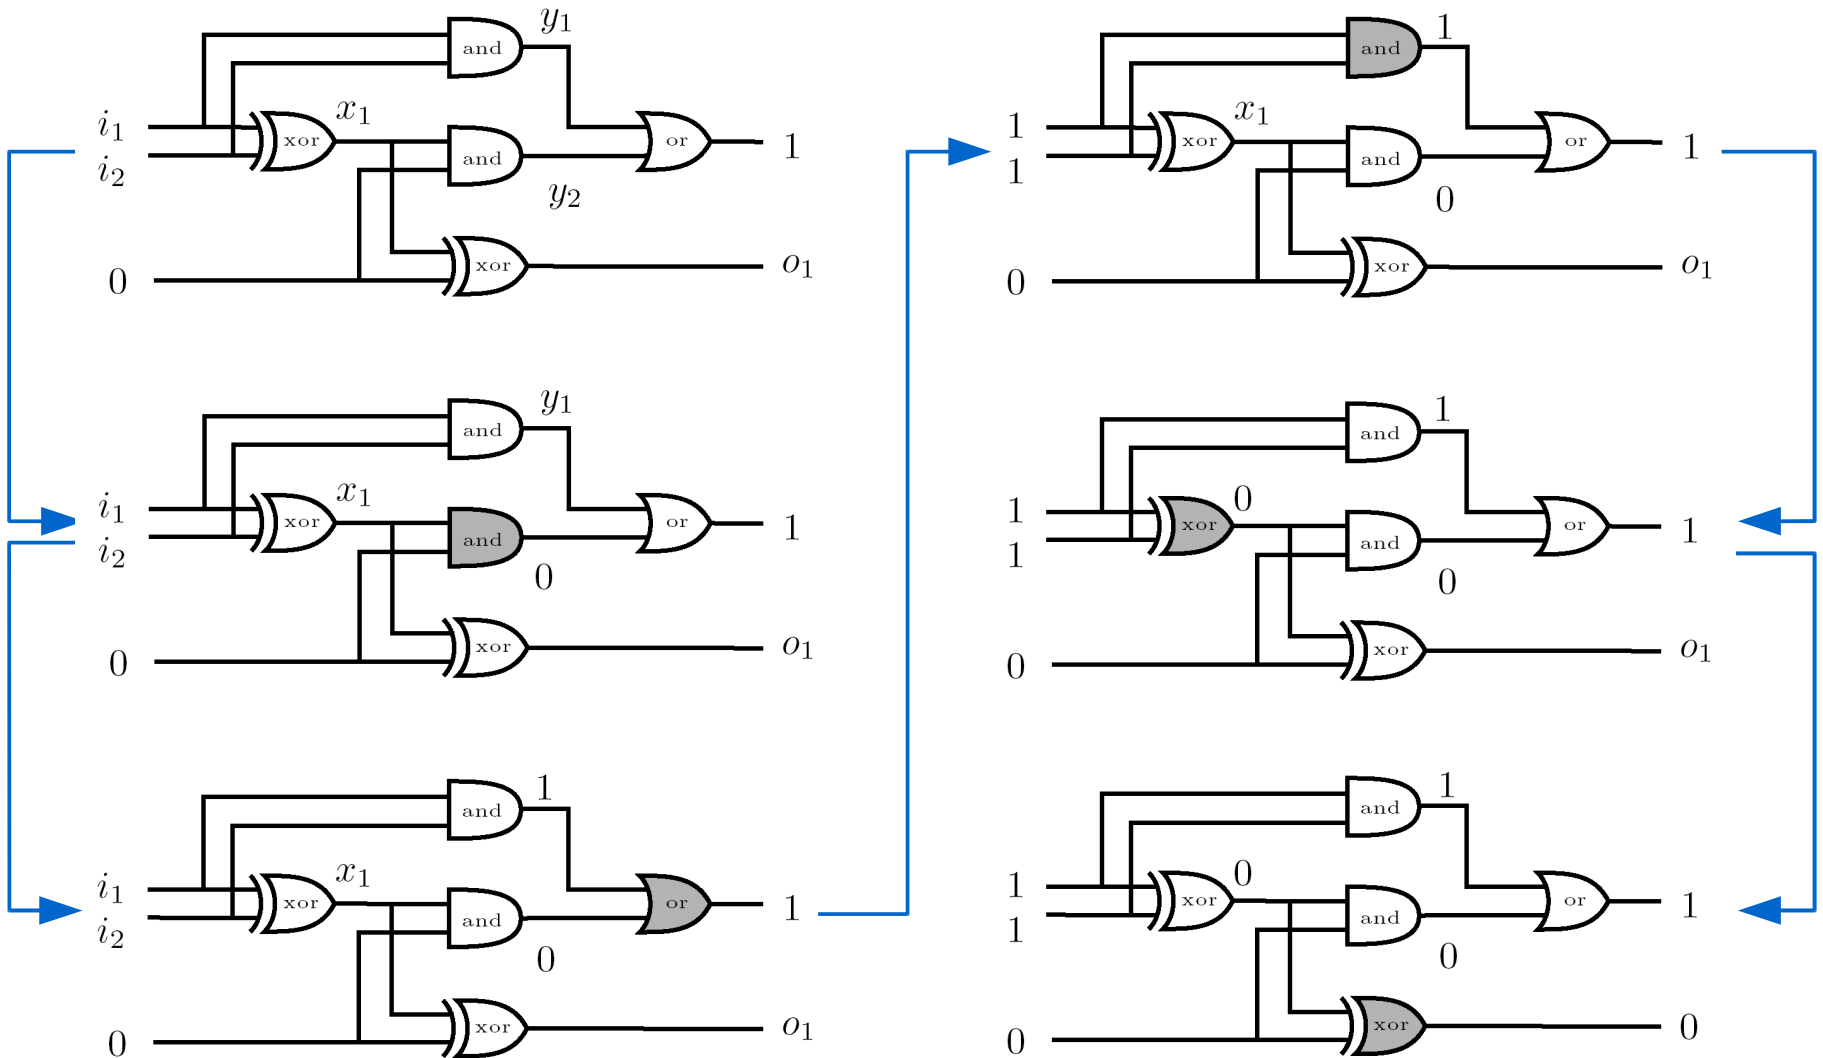 y₁
and
i₁
x₁
xor
i₂
and
or
1
y₂
0
xor
o₁
y₁
and
i₁
x₁
xor
i₂
and
or
1
0
0
xor
o₁
1
and
i₁
x₁
xor
i₂
and
or
1
0
0
xor
o₁
1
and
1
x₁
xor
1
and
or
1
0
0
xor
o₁
1
and
1
0
xor
1
and
or
1
0
0
xor
o₁
1
and
1
0
xor
1
and
or
1
0
0
xor
0